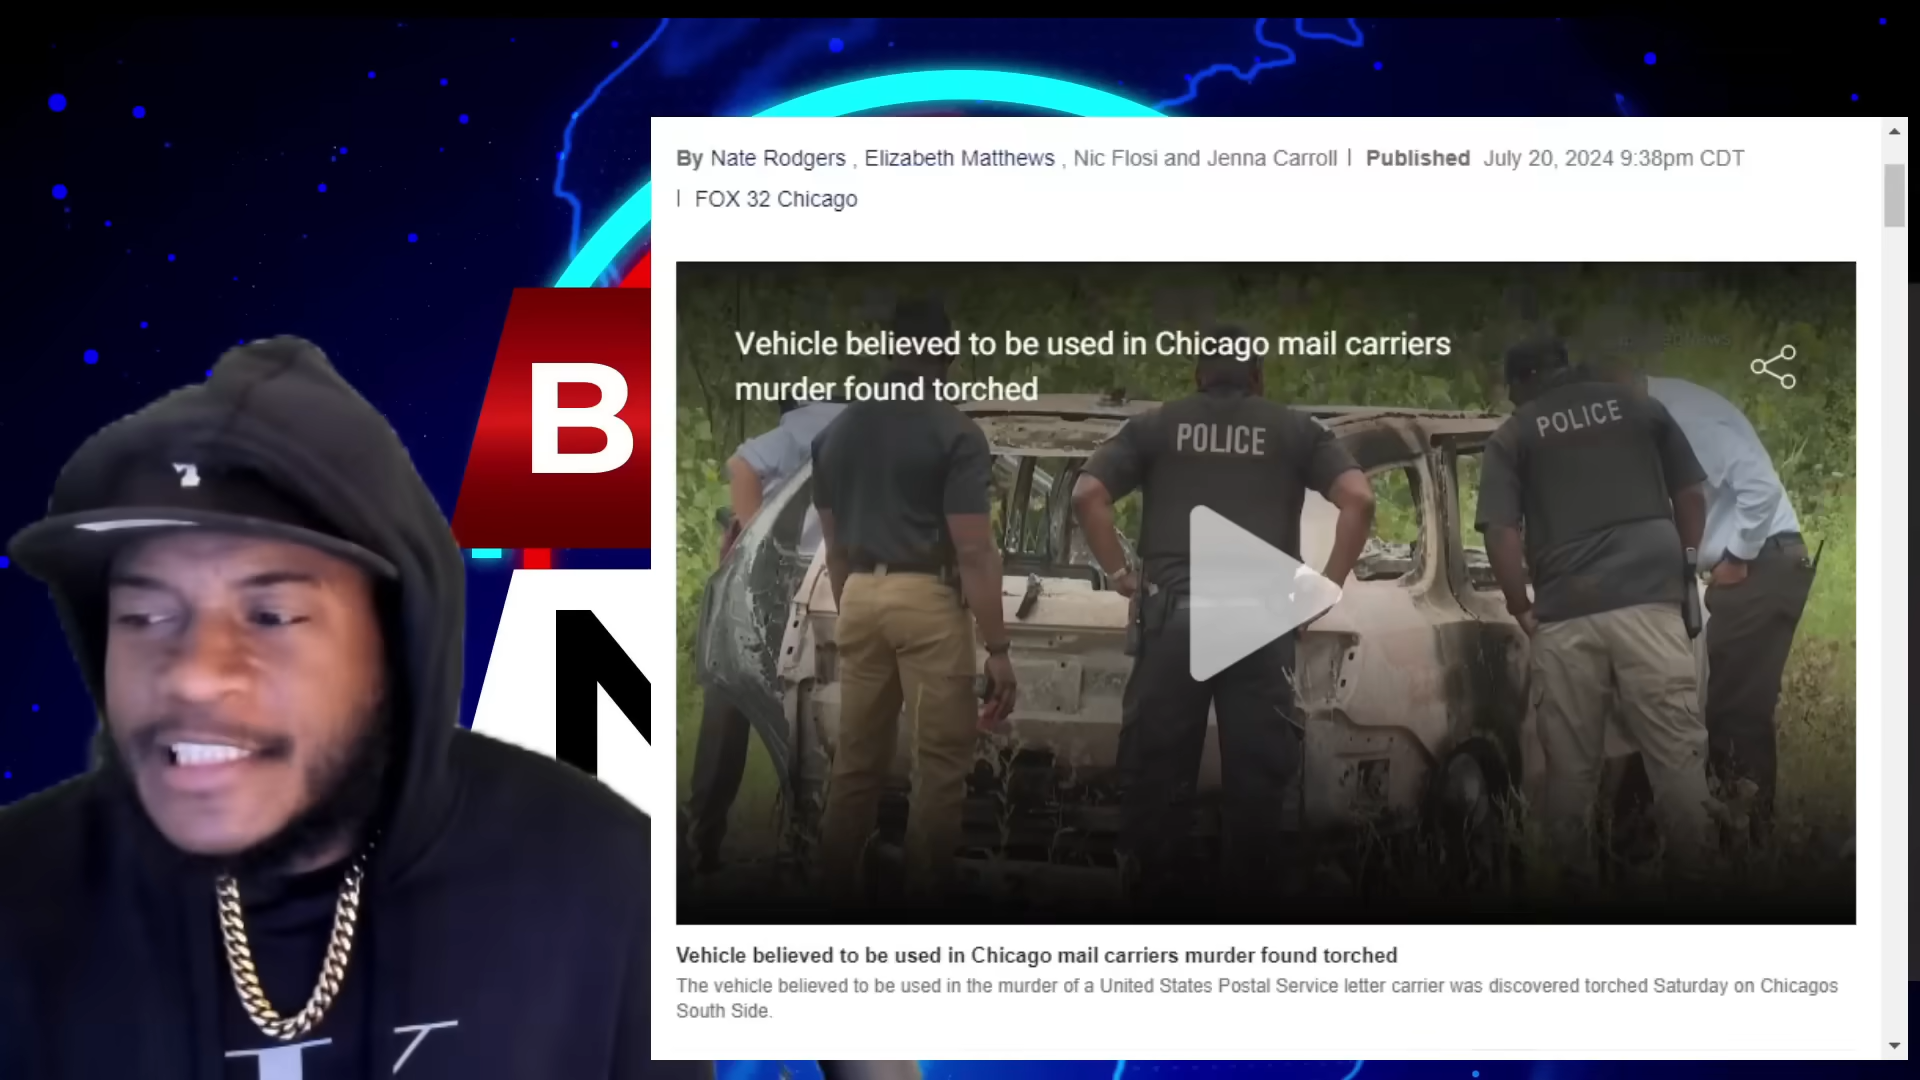 By Nate Rodgers , Elizabeth Matthews , Nic Flosi and Jenna Carroll | Published July 20, 2024 9:38pm CDT
| FOX 32 Chicago
Vehicle believed to be used in Chicago mail carriers
murder found torched
POLICE
POLICE
B
N
Vehicle believed to be used in Chicago mail carriers murder found torched
The vehicle believed to be used in the murder of a United States Postal Service letter carrier was discovered torched Saturday on Chicagos
South Side.